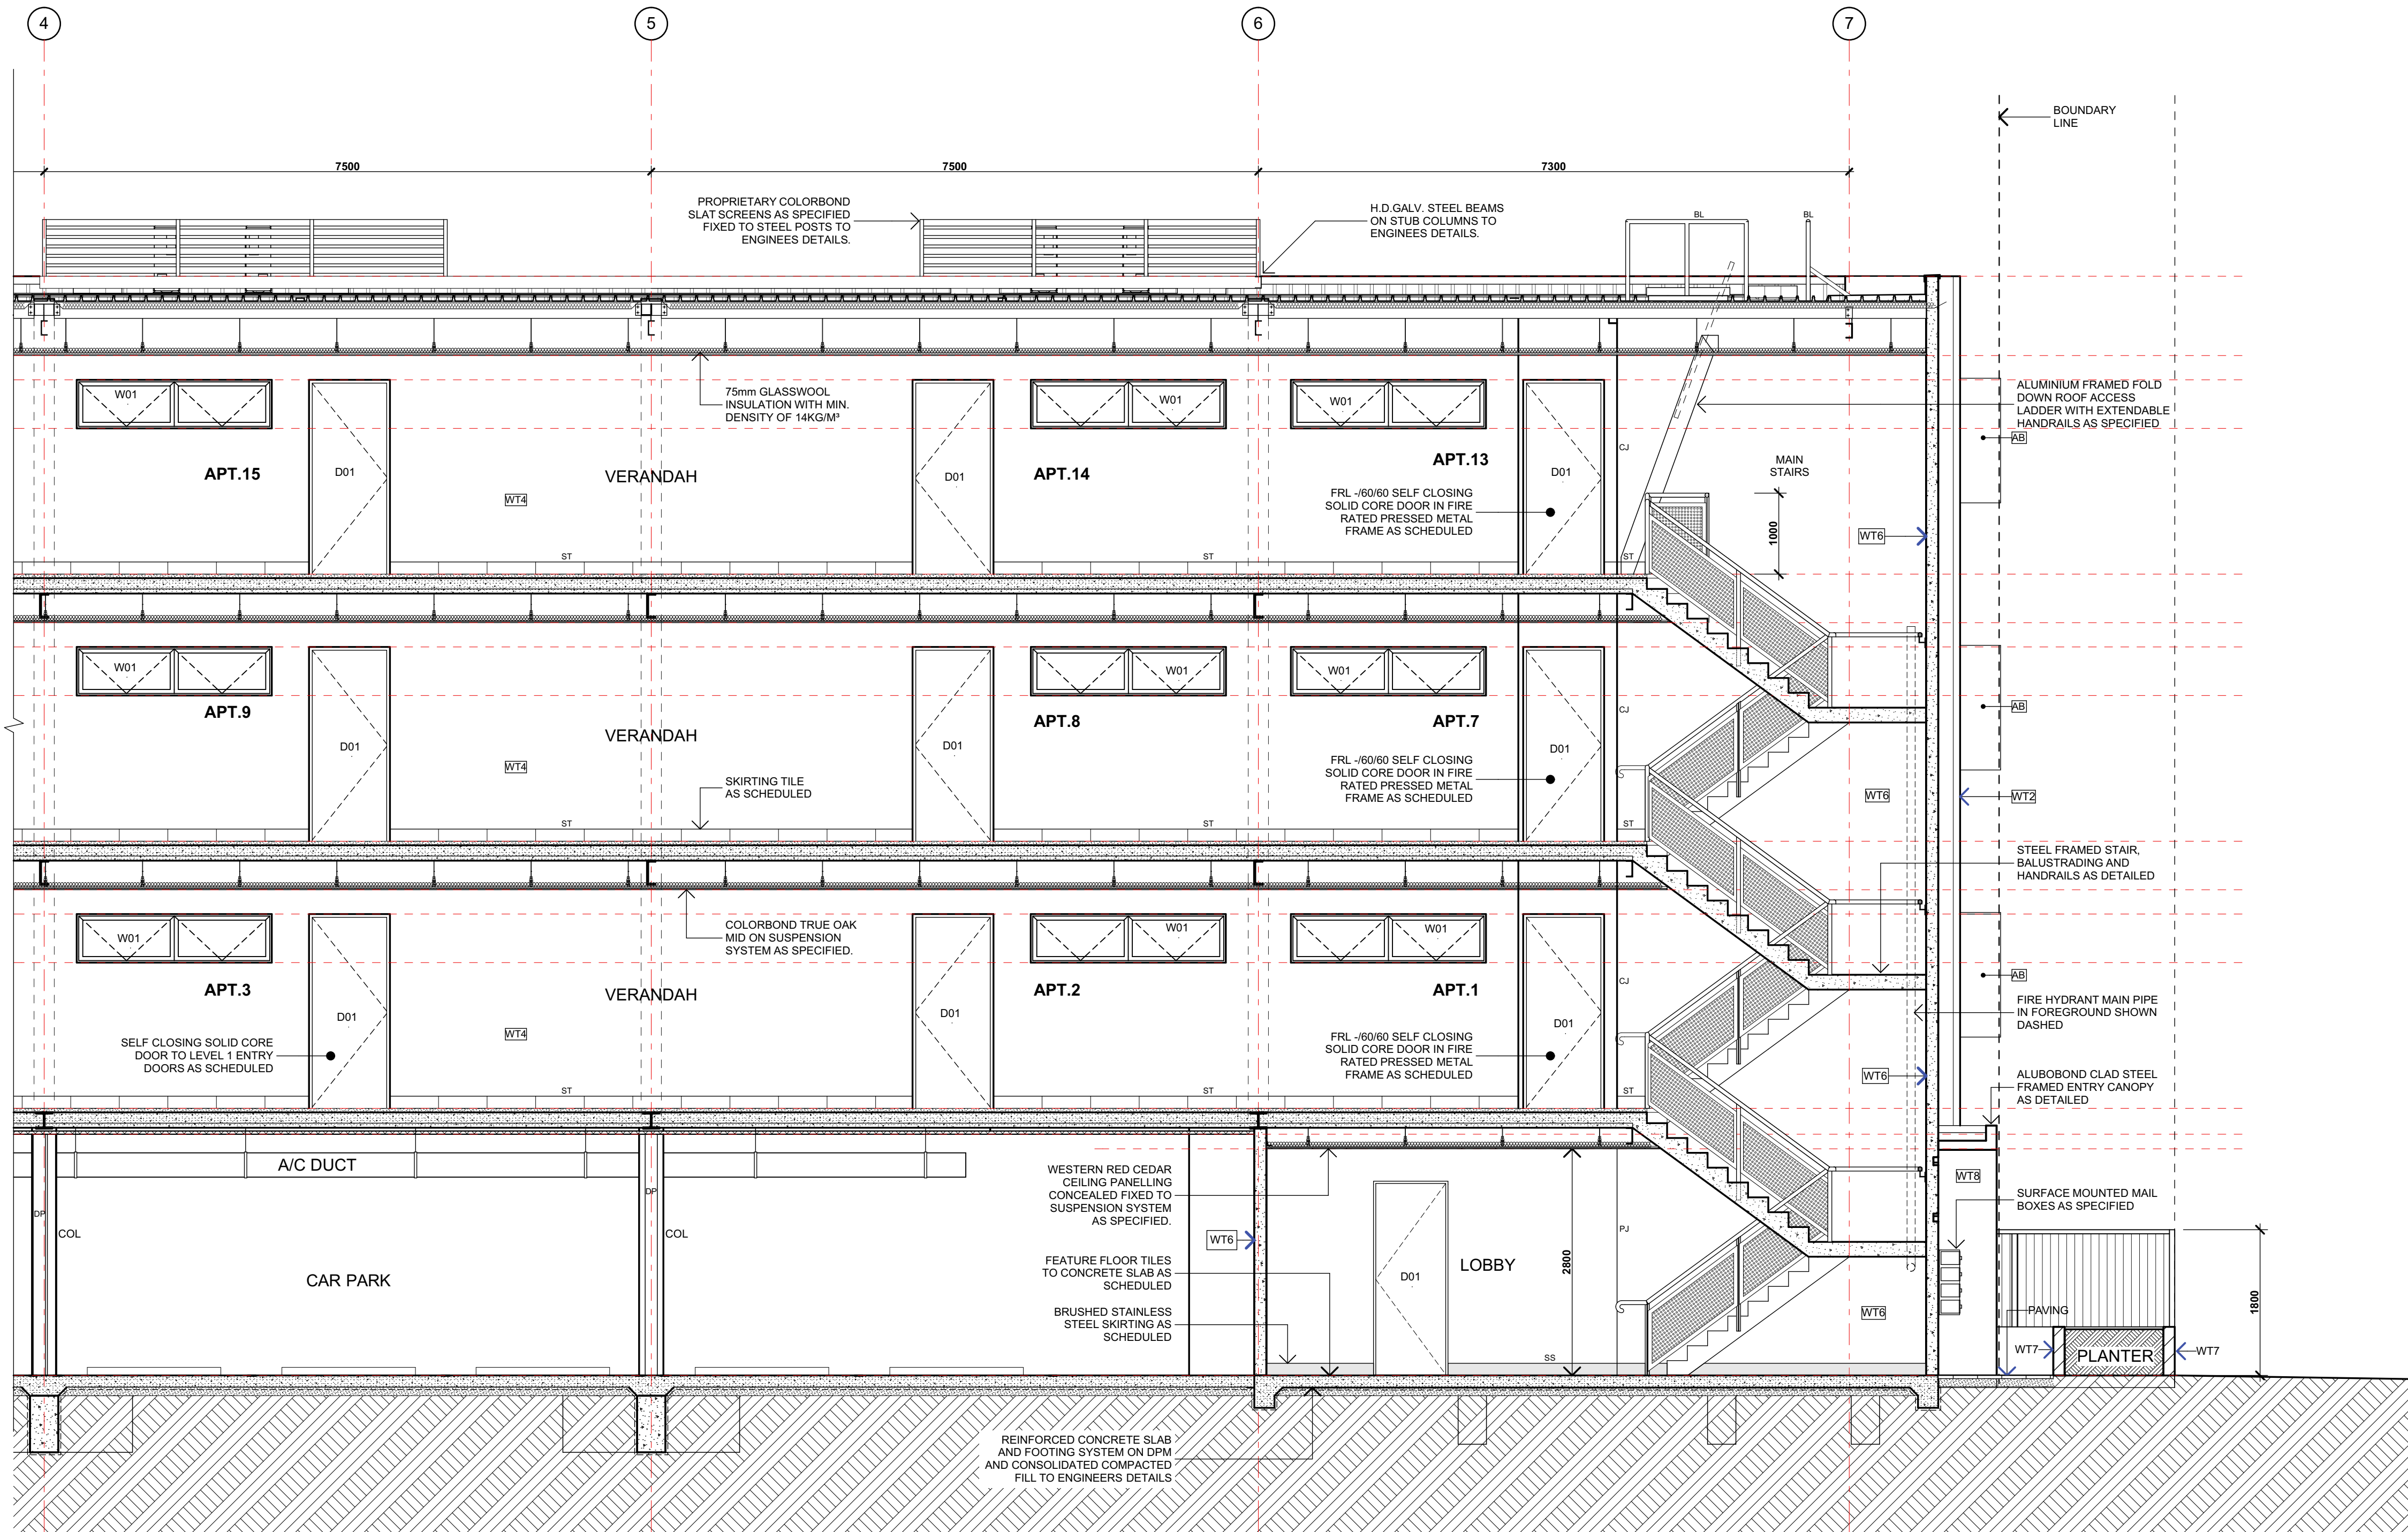 4
5
6
7
BOUNDARY
LINE
7500
7500
7300
PROPRIETARY COLORBOND
SLAT SCREENS AS SPECIFIED
FIXED TO STEEL POSTS TO
ENGINEES DETAILS.
H.D.GALV. STEEL BEAMS
ON STUB COLUMNS TO
ENGINEES DETAILS.
BL
BL
75mm GLASSWOOL
INSULATION WITH MIN.
DENSITY OF 14KG/M³
ALUMINIUM FRAMED FOLD
DOWN ROOF ACCESS
LADDER WITH EXTENDABLE
HANDRAILS AS SPECIFIED
AB
W01
W01
W01
APT.15
D01
VERANDAH
D01
APT.14
APT.13
D01
CJ
MAIN
STAIRS
WT4
FRL -/60/60 SELF CLOSING
SOLID CORE DOOR IN FIRE
RATED PRESSED METAL
FRAME AS SCHEDULED
1000
WT6
ST
ST
ST
W01
W01
W01
APT.9
D01
VERANDAH
D01
APT.8
APT.7
D01
CJ
AB
WT4
SKIRTING TILE
AS SCHEDULED
FRL -/60/60 SELF CLOSING
SOLID CORE DOOR IN FIRE
RATED PRESSED METAL
FRAME AS SCHEDULED
WT6
WT2
ST
ST
ST
STEEL FRAMED STAIR,
BALUSTRADING AND
HANDRAILS AS DETAILED
W01
W01
W01
COLORBOND TRUE OAK
MID ON SUSPENSION
SYSTEM AS SPECIFIED.
APT.3
D01
VERANDAH
D01
APT.2
APT.1
D01
CJ
AB
WT4
FIRE HYDRANT MAIN PIPE
IN FOREGROUND SHOWN
DASHED
SELF CLOSING SOLID CORE
DOOR TO LEVEL 1 ENTRY
DOORS AS SCHEDULED
FRL -/60/60 SELF CLOSING
SOLID CORE DOOR IN FIRE
RATED PRESSED METAL
FRAME AS SCHEDULED
WT6
ST
ST
ST
ALUBOBOND CLAD STEEL
FRAMED ENTRY CANOPY
AS DETAILED
A/C DUCT
WESTERN RED CEDAR
CEILING PANELLING
CONCEALED FIXED TO
SUSPENSION SYSTEM
AS SPECIFIED.
WT8
SURFACE MOUNTED MAIL
BOXES AS SPECIFIED
DP
DP
COL
COL
WT6
PJ
CAR PARK
FEATURE FLOOR TILES
TO CONCRETE SLAB AS
SCHEDULED
D01
LOBBY
2800
BRUSHED STAINLESS
STEEL SKIRTING AS
SCHEDULED
SS
WT6
PAVING
1800
WT7
PLANTER
WT7
REINFORCED CONCRETE SLAB
AND FOOTING SYSTEM ON DPM
AND CONSOLIDATED COMPACTED
FILL TO ENGINEERS DETAILS